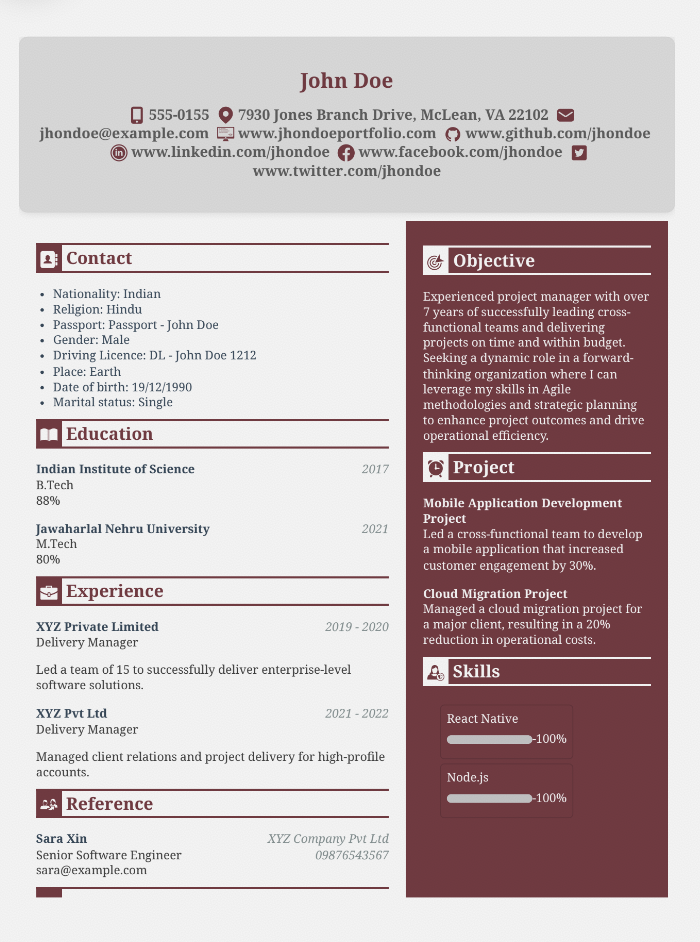 John Doe
555-0155 7930 Jones Branch Drive, McLean, VA 22102
jhondoe@example.com www.jhondoeportfolio.com www.github.com/jhondoe
www.linkedin.com/jhondoe www.facebook.com/jhondoe
www.twitter.com/jhondoe
Contact
• Nationality: Indian
• Religion: Hindu
• Passport: Passport - John Doe
• Gender: Male
• Driving Licence: DL - John Doe 1212
• Place: Earth
• Date of birth: 19/12/1990
• Marital status: Single
Education
Indian Institute of Science 2017
B.Tech
88%
Jawaharlal Nehru University 2021
M.Tech
80%
Experience
XYZ Private Limited 2019 - 2020
Delivery Manager
Led a team of 15 to successfully deliver enterprise-level
software solutions.
XYZ Pvt Ltd 2021 - 2022
Delivery Manager
Managed client relations and project delivery for high-profile
accounts.
Reference
Sara Xin XYZ Company Pvt Ltd
Senior Software Engineer 09876543567
sara@example.com
Objective
Experienced project manager with over
7 years of successfully leading cross-
functional teams and delivering
projects on time and within budget.
Seeking a dynamic role in a forward-
thinking organization where I can
leverage my skills in Agile
methodologies and strategic planning
to enhance project outcomes and drive
operational efficiency.
Project
Mobile Application Development
Project
Led a cross-functional team to develop
a mobile application that increased
customer engagement by 30%.
Cloud Migration Project
Managed a cloud migration project for
a major client, resulting in a 20%
reduction in operational costs.
Skills
React Native
-100%
Node.js
-100%